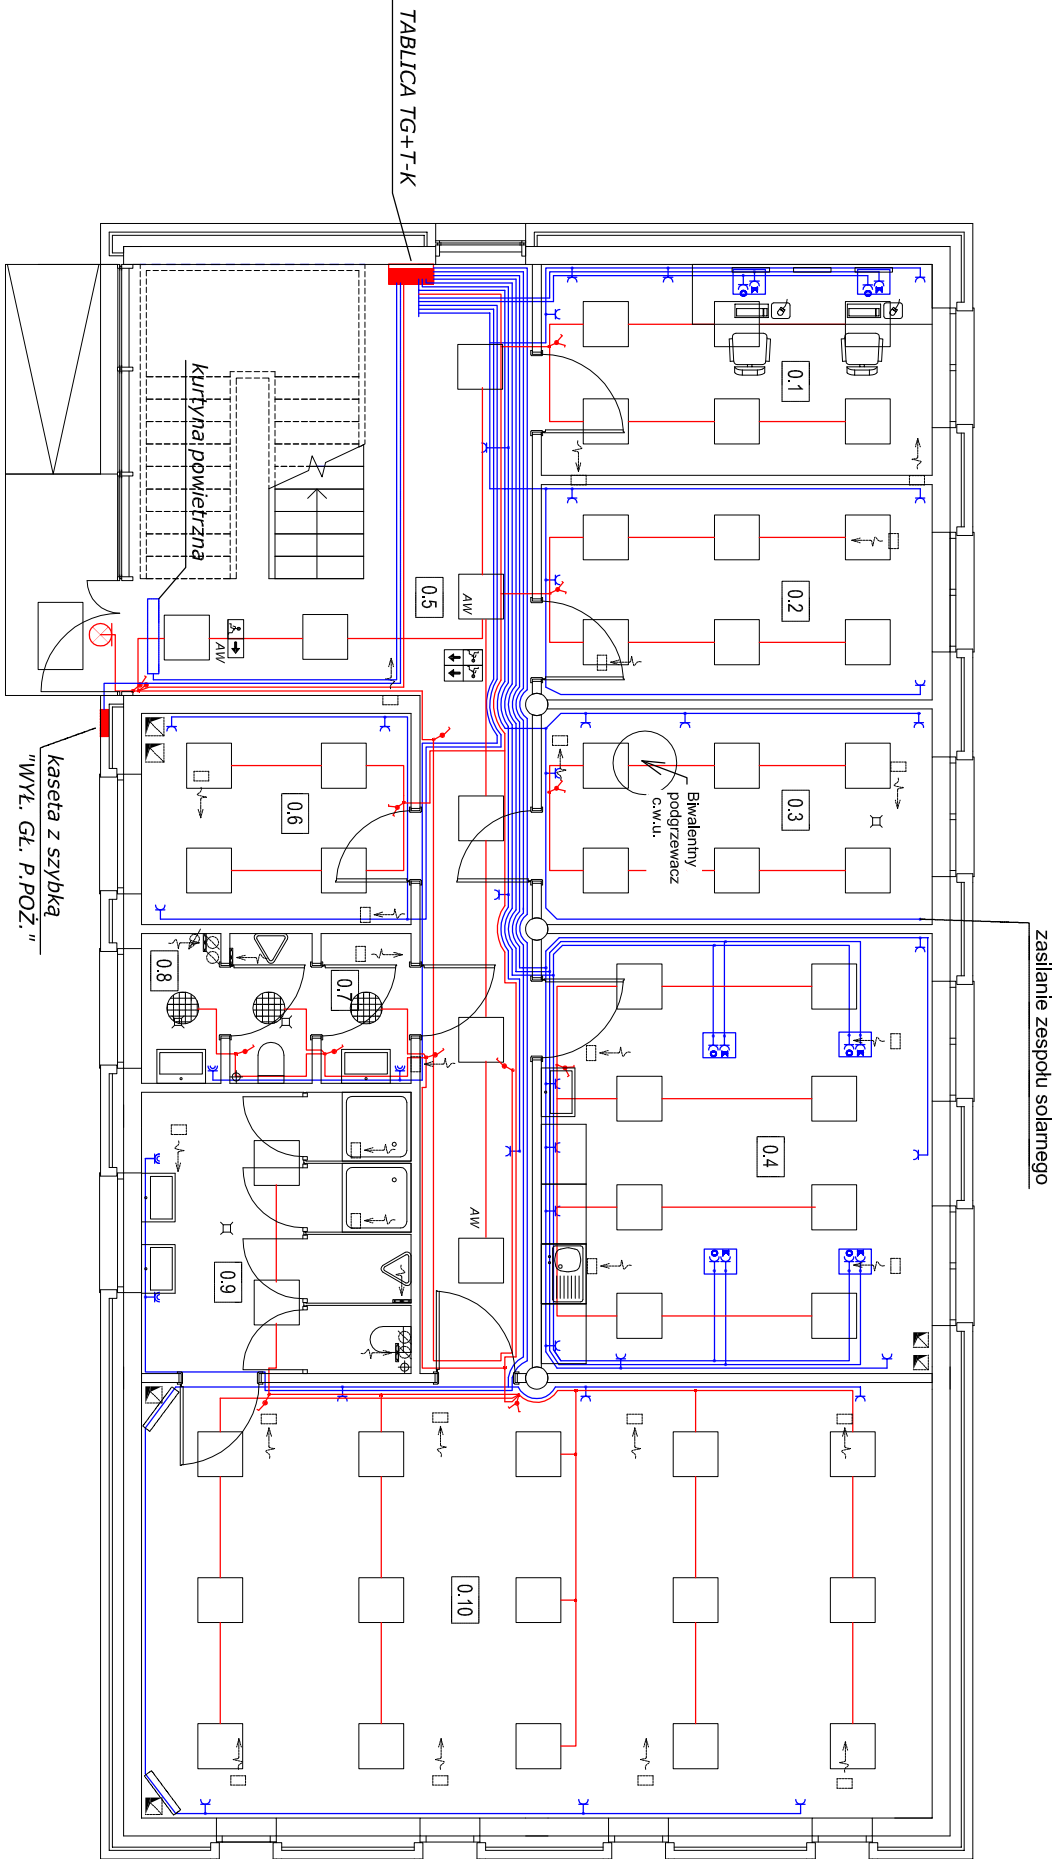 TABLICA TG+T-K
kurtyna powietrzna
kaseta z szybką
"WYŁ. GŁ. P.POŻ."
zasilanie zespołu solarnego
Biwalentny
podgrzewacz
c.w.u.
0.1
0.2
0.3
0.4
0.5
0.6
0.7
0.8
0.9
0.10
AW
AW
AW